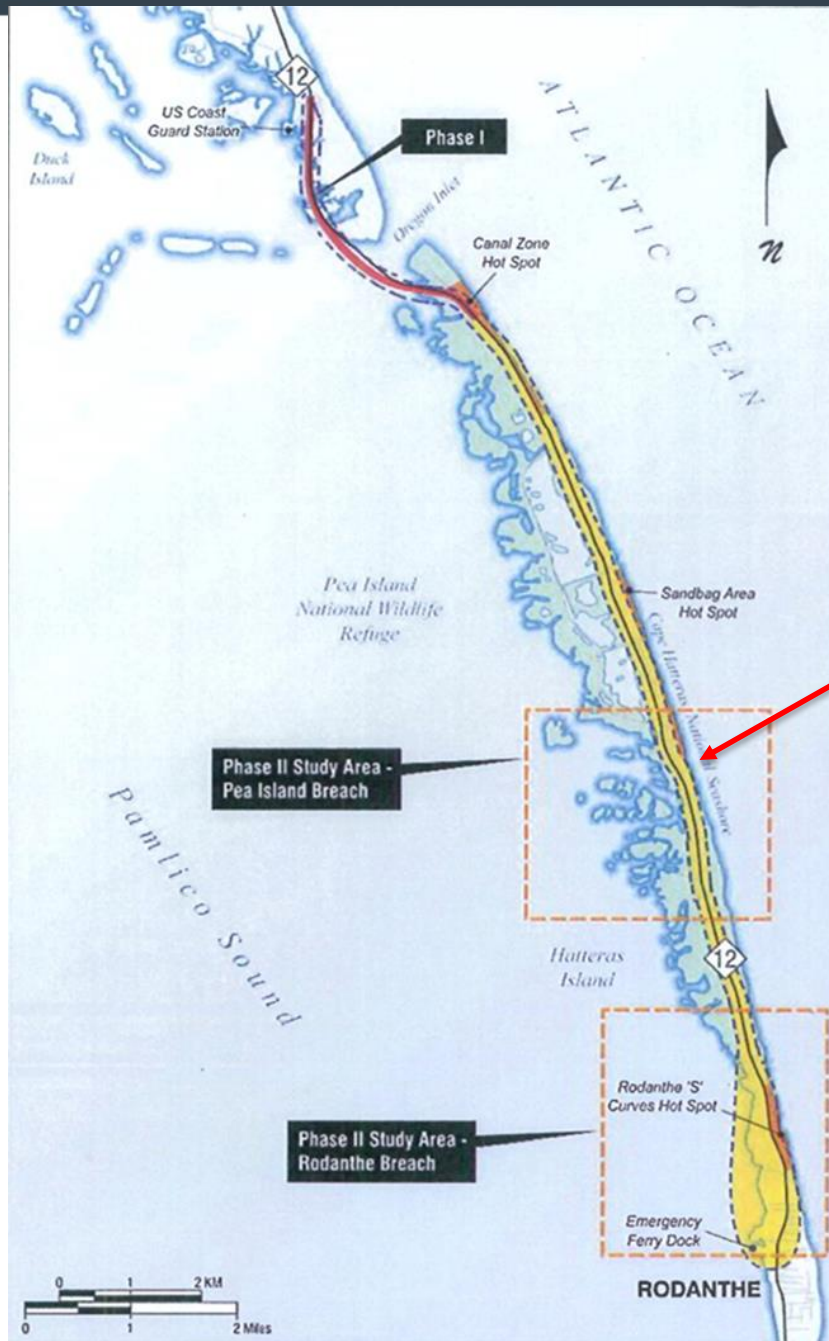 12
US Coast
Guard Station
Duck
Island
Phase I
ATLANTIC OCEAN
N
Oregon Inlet
Canal Zone
Hot Spot
Pea Island
National Wildlife
Refuge
Sandbag Area
Hot Spot
Cape Hatteras National Seashore
Phase II Study Area -
Pea Island Breach
Pamlico Sound
Hatteras
Island
12
Rodanthe 'S'
Curves Hot Spot
Phase II Study Area -
Rodanthe Breach
Emergency
Ferry Dock
RODANTHE
0 1 2 KM
0 1 2 Miles